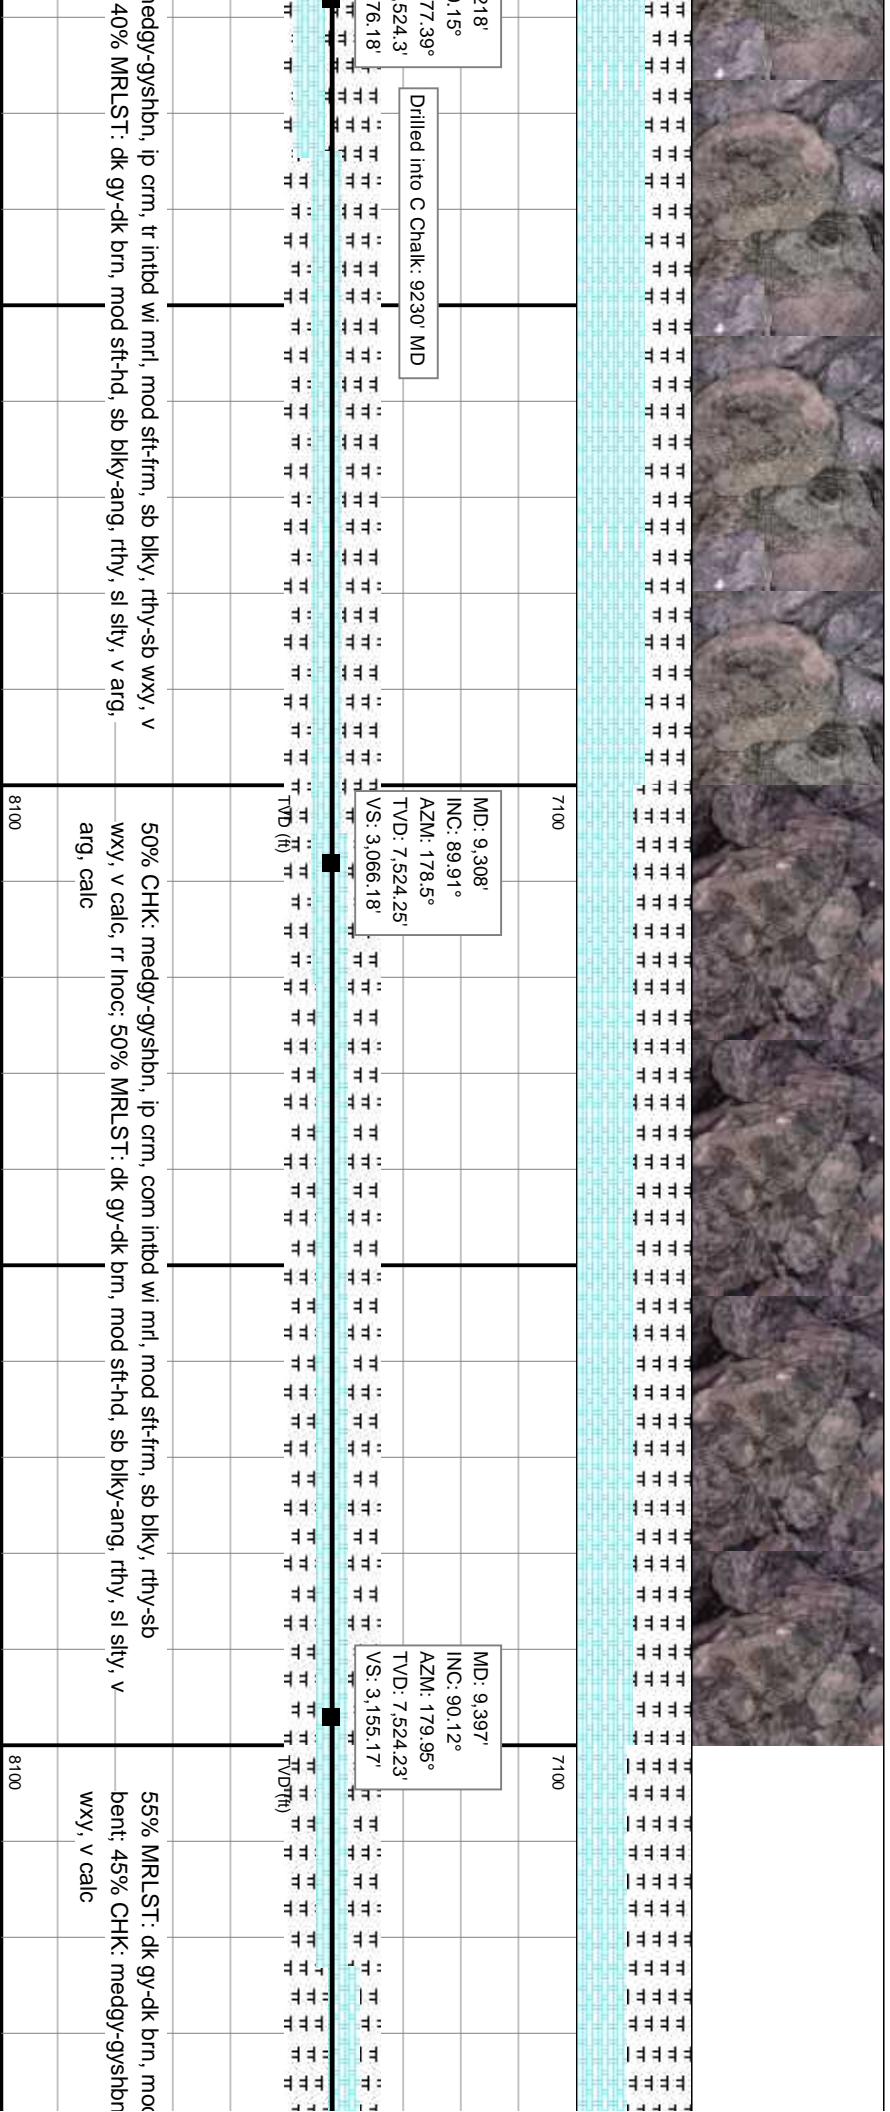 218'
.15°
77.39°
,524.3'
76.18'
Drilled into C Chalk: 9230' MD
medgy-gyshbn, ip crm, tr intbd wi mrl, mod sft-frm, sb blky, rthy-sb wxy, v
40% MRLST: dk gy-dk brn, mod sft-hd, sb blky-ang, rthy, sl slty, v arg,
7100
MD: 9,308'
INC: 89.91°
AZM: 178.5°
TVD: 7,524.25'
VS: 3,066.18'
TVD (ft)
50% CHK: medgy-gyshbn, ip crm, com intbd wi mrl, mod sft-frm, sb blky, rthy-sb
wxy, v calc, rr Inoc; 50% MRLST: dk gy-dk brn, mod sft-hd, sb blky-ang, rthy, sl slty, v
arg, calc
8100
MD: 9,397'
INC: 90.12°
AZM: 179.95°
TVD: 7,524.23'
VS: 3,155.17'
7100
TVD (ft)
55% MRLST: dk gy-dk brn, mod
bent; 45% CHK: medgy-gyshbn
wxy, v calc
8100